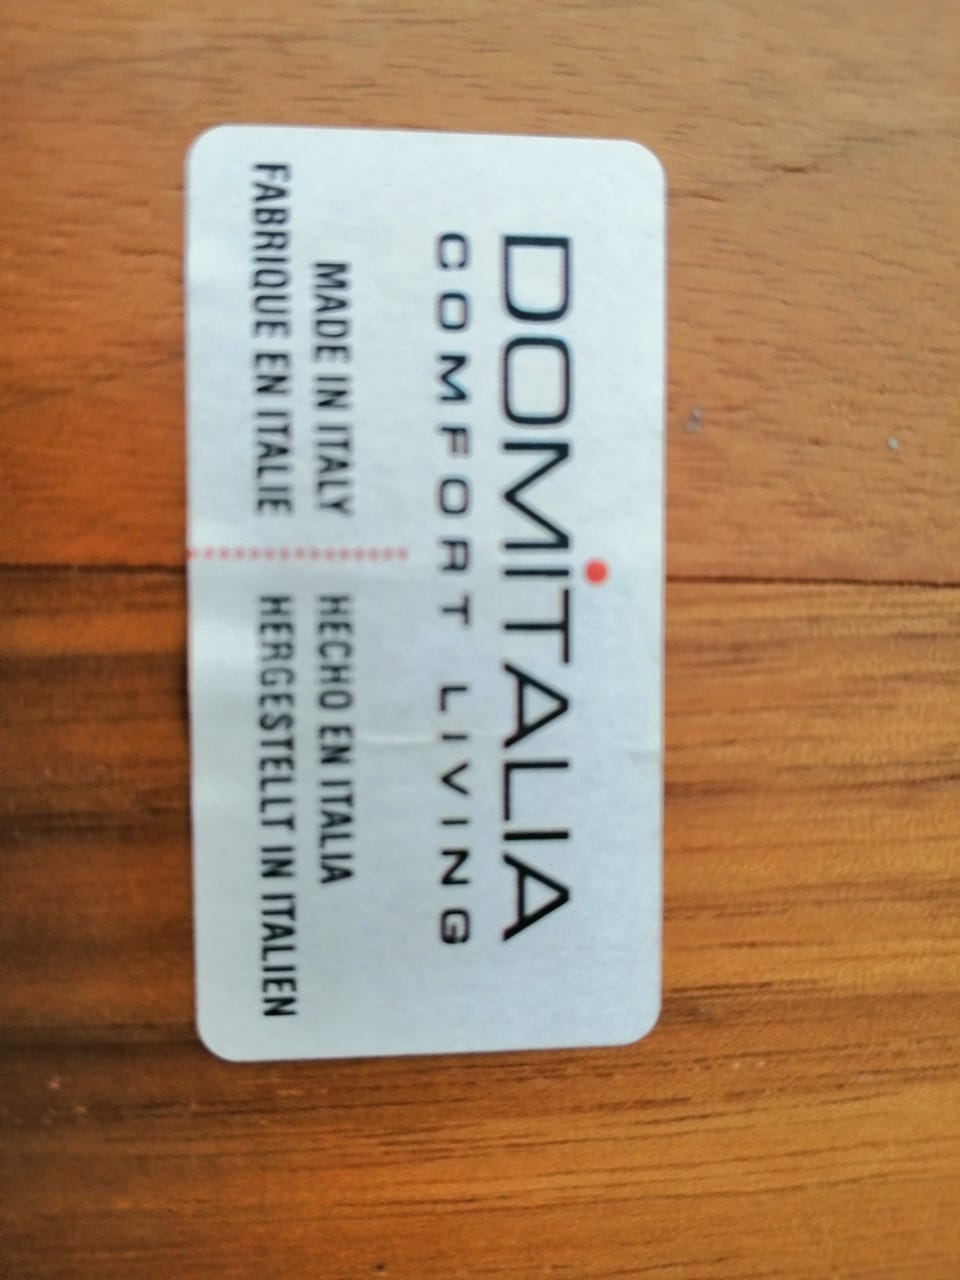 DOMITALIA
COMFORT LIVING
MADE IN ITALY
FABRIQUE EN ITALIE
HECHO EN ITALIA
HERGESTELLT IN ITALIEN